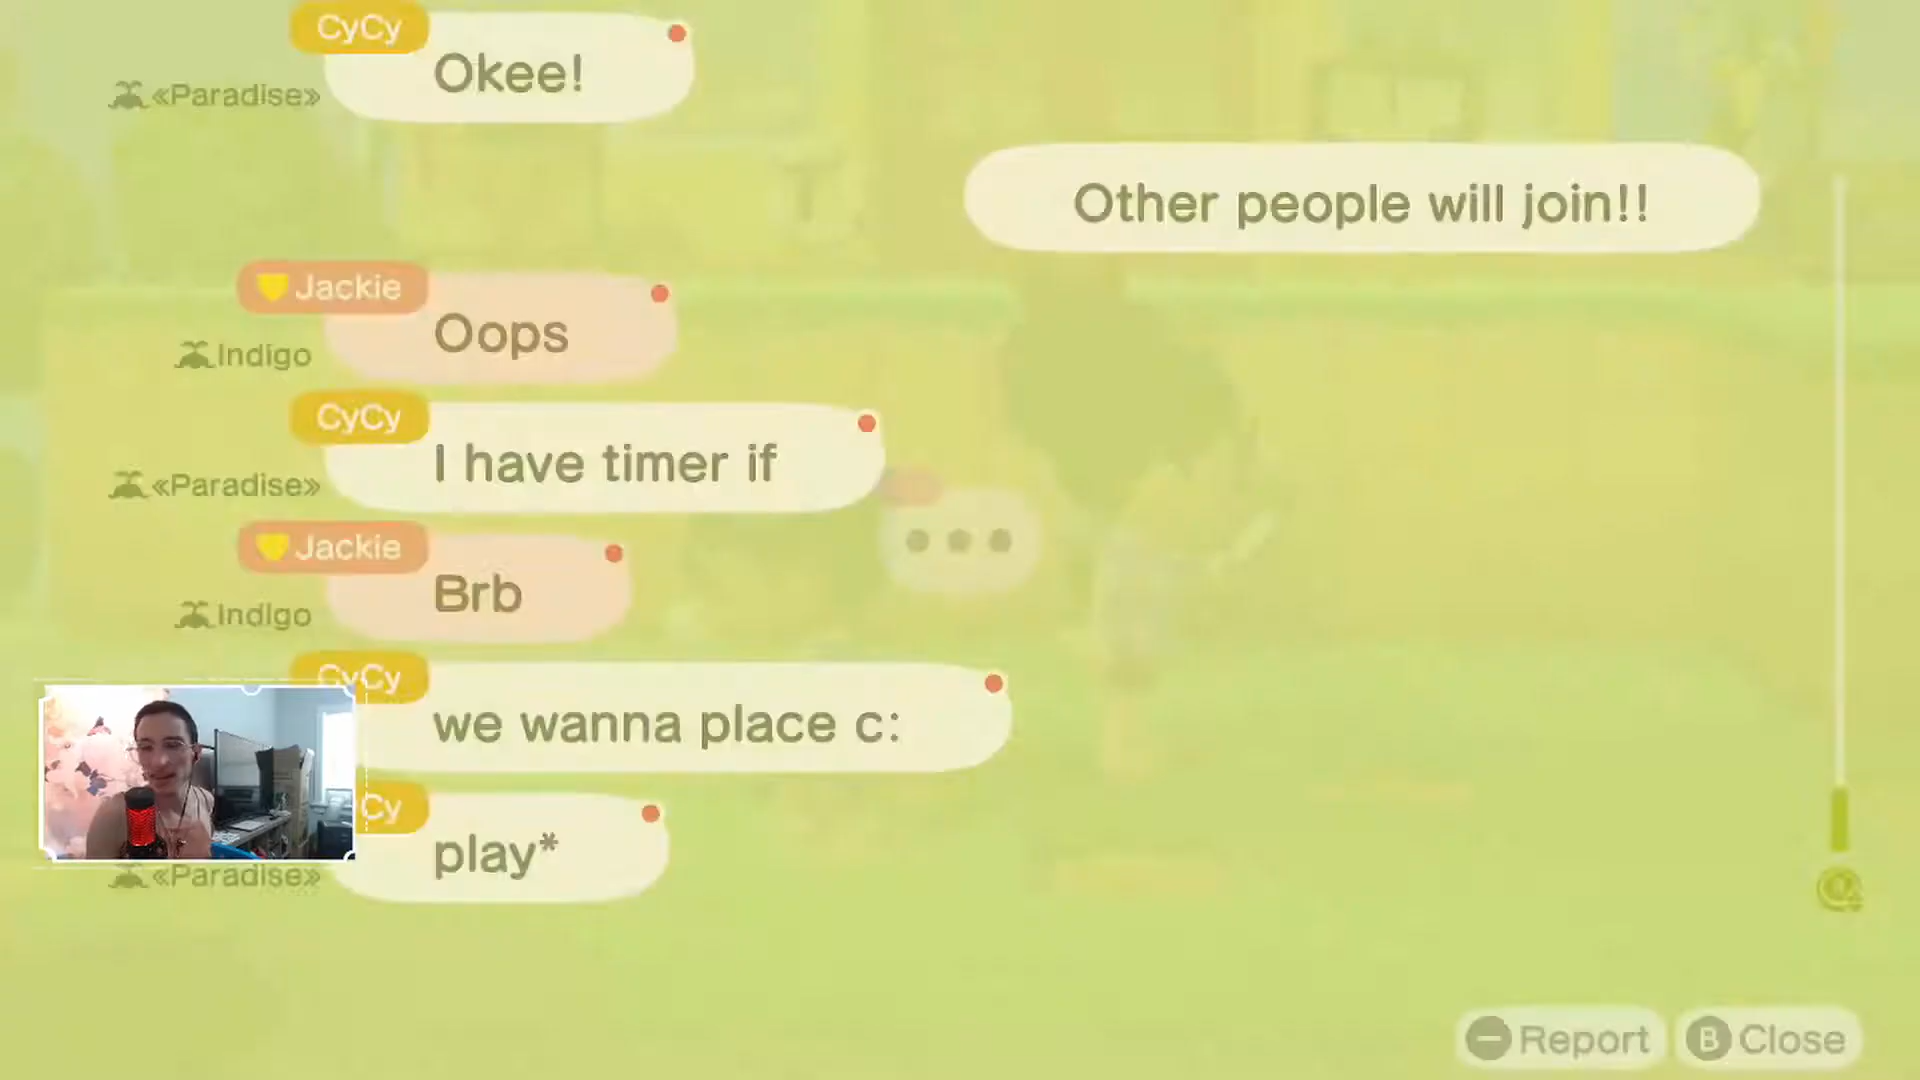 CyCy
Okee!
«Paradise»
Other people will join!!
Jackie
Oops
Indigo
CyCy
I have timer if
«Paradise»
Jackie
Brb
Indigo
CyCy
we wanna place c:
Cy
play*
«Paradise»
Report
B Close